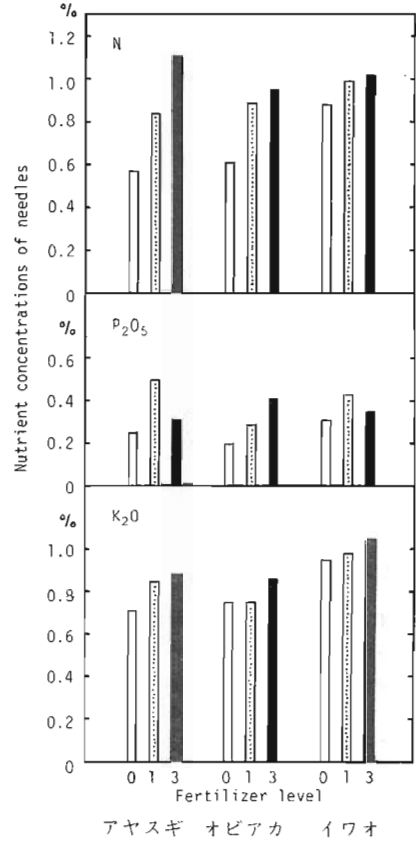 %
N
1.2
1.0
0.8
0.6
0.4
0.2
0
Nutrient concentrations of needles
%
P2O5
0.6
0.4
0.2
0
%
K2O
1.0
0.8
0.6
0.4
0.2
0
0 1 3 0 1 3 0 1 3
Fertilizer level
アヤスギ オビアカ イワオ